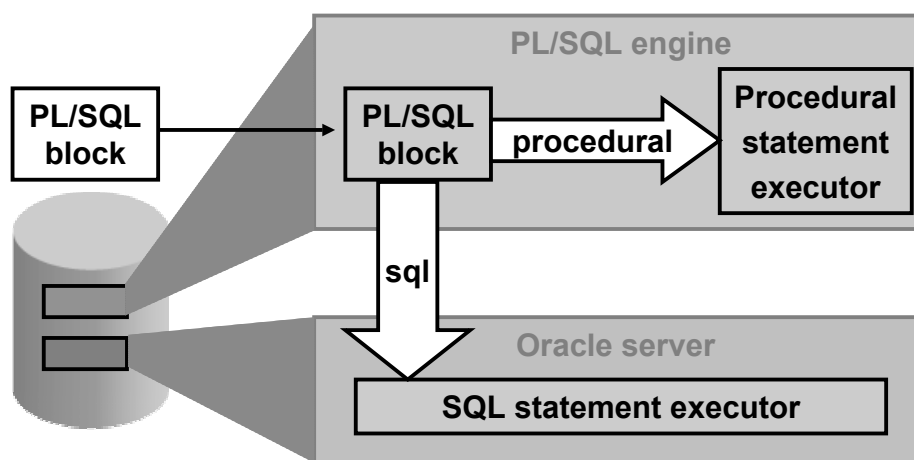 PL/SQL engine
PL/SQL
block
PL/SQL
block
procedural
Procedural
statement
executor
sql
Oracle server
SQL statement executor